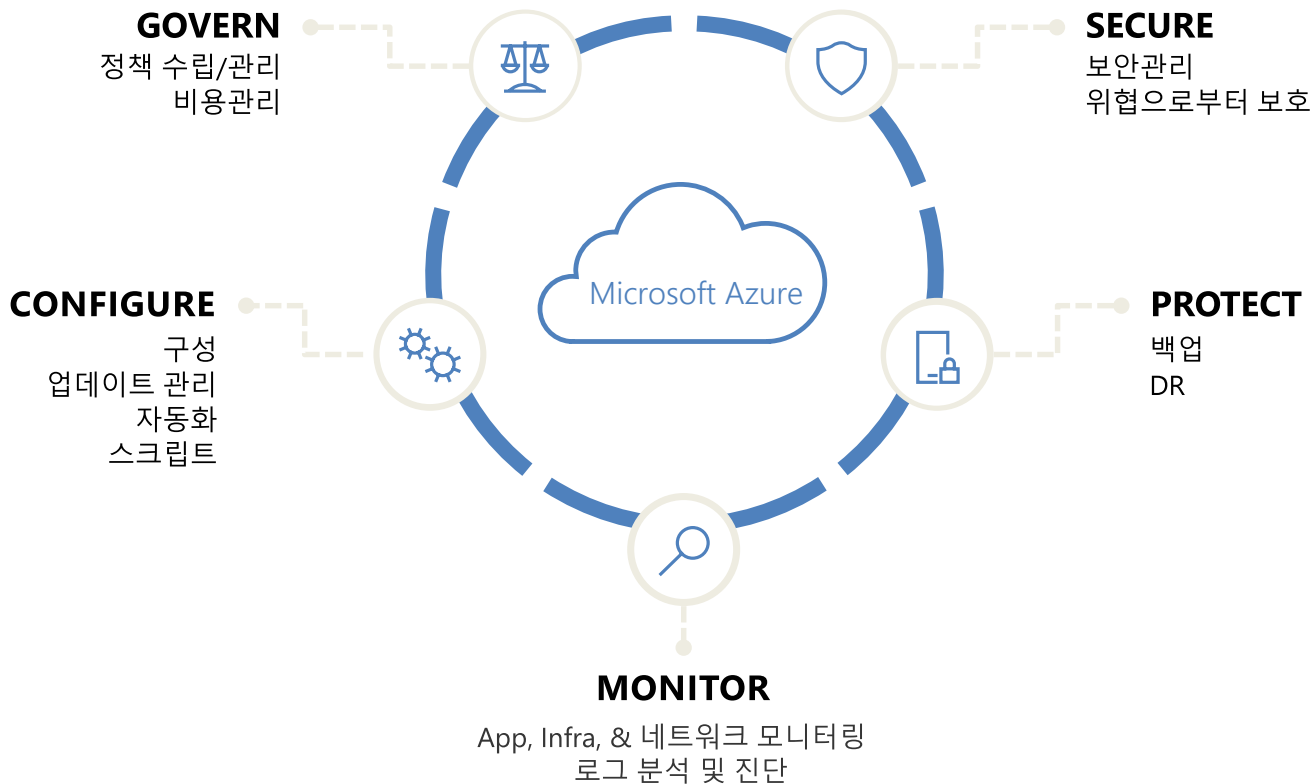 GOVERN
정책 수립/관리
비용관리
SECURE
보안관리
위협으로부터 보호
Microsoft Azure
CONFIGURE
구성
업데이트 관리
자동화
스크립트
PROTECT
백업
DR
MONITOR
App, Infra, & 네트워크 모니터링
로그 분석 및 진단